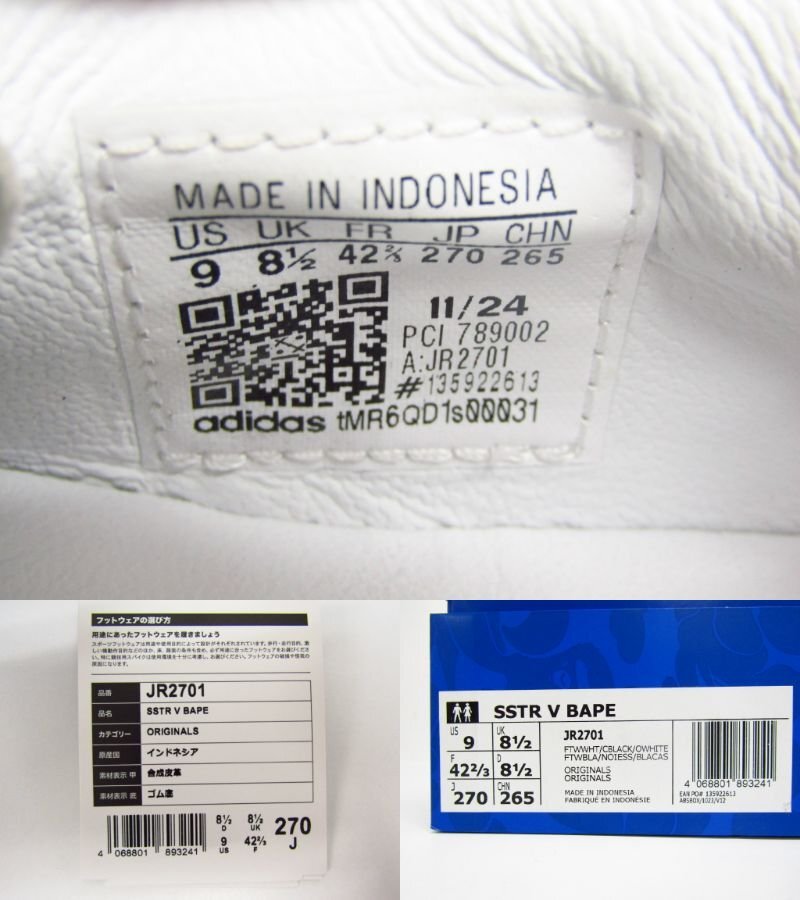 MADE IN INDONESIA
US UK FR JP CHN
9 8½ 42⅔ 270 265
11/24
PCI 789002
A:JR2701
#135922613
adidas tMR6QD1s00031
フットウェアの選び方
用途にあったフットウェアを履きましょう
品番 JR2701
品名 SSTR V BAPE
カテゴリー ORIGINALS
原産国 インドネシア
素材表示 甲 合成皮革
素材表示 底 ゴム底
8½ 8½ 270
D UK J
9 42⅔
US F
4 068801 893241
SSTR V BAPE
US 9 UK 8½
F 42⅔ D 8½
J 270 CHN 265
JR2701
FTWWHT/CBLACK/OWHITE
FTWBLA/NOIESS/BLACAS
ORIGINALS
ORIGINALS
MADE IN INDONESIA
FABRIQUÉ EN INDONÉSIE
4 068801 893241
EAN PO# 135922613
ABSBOX/1023/V12